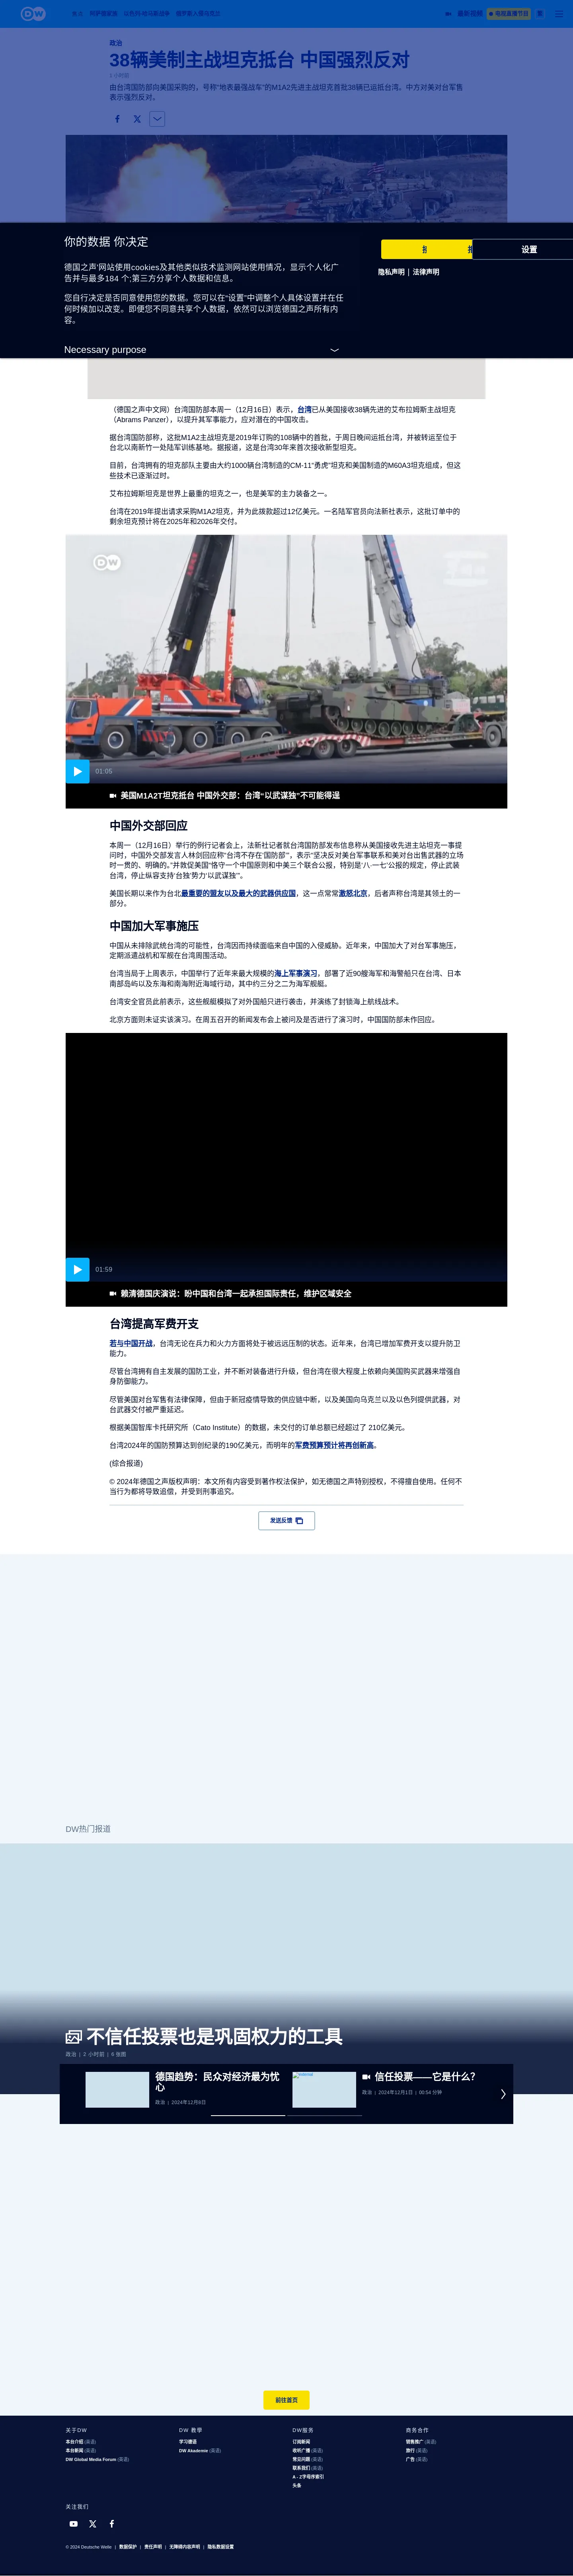 DW
焦点
阿萨德政权
以色列-哈马斯战争
俄罗斯入侵乌克兰
最新视频
电视直播节目
繁
政治
38辆美制主战坦克抵台 中国强烈反对
2 小时前
由台湾国防部向美国采购的，号称"地表最强战车"的M1A2先进主战坦克首批38辆已运抵台湾。中方对美对台军售
表示强烈反对。
你的数据 你决定
德国之声‘网站使用cookies及其他类似技术监测网站使用情况，显示个人化广
告并与最多184 个;第三方分享个人数据和信息。
您自行决定是否同意使用您的数据。您可以在“设置”中调整个人具体设置并在任
何时候加以改变。即使您不同意共享个人数据，依然可以浏览德国之声所有内
容。
Necessary purpose
设置
隐私声明 | 法律声明
（德国之声中文网）台湾国防部本周一（12月16日）表示，台湾已从美国接收38辆先进的艾布拉姆斯主战坦克
（Abrams Panzer），以提升其军事能力，应对潜在的中国攻击。
据台湾国防部称，这批M1A2主战坦克是2019年订购的108辆中的首批，于周日晚间运抵台湾，并被转运至位于
台北以南新竹一处陆军训练基地。据报道，这是台湾30年来首次接收新型坦克。
目前，台湾拥有的坦克部队主要由大约1000辆台湾制造的CM-11“勇虎”坦克和美国制造的M60A3坦克组成，但这
些技术已逐渐过时。
艾布拉姆斯坦克是世界上最重的坦克之一，也是美军的主力装备之一。
台湾在2019年提出请求采购M1A2坦克，并为此拨款超过12亿美元。一名陆军官员向法新社表示，这批订单中的
剩余坦克预计将在2025年和2026年交付。
DW
01:05
美国M1A2T坦克抵台 中国外交部：台湾“以武谋独”不可能得逞
中国外交部回应
本周一（12月16日）举行的例行记者会上，法新社记者就台湾国防部发布信息称从美国接收先进主站坦克一事提
问时，中国外交部发言人林剑回应称“台湾不存在‘国防部’”，表示“坚决反对美台军事联系和美对台出售武器的立场
时一贯的、明确的。”并敦促美国“恪守一个中国原则和中美三个联合公报，特别是‘八·一七’公报的规定，停止武装
台湾，停止纵容支持‘台独’势力‘以武谋独’”。
美国长期以来作为台北最重要的盟友以及最大的武器供应国，这一点常常激怒北京，后者声称台湾是其领土的一
部分。
中国加大军事施压
中国从未排除武统台湾的可能性，台湾因而持续面临来自中国的入侵威胁。近年来，中国加大了对台军事施压，
定期派遣战机和军舰在台湾周围活动。
台湾当局于上周表示，中国举行了近年来最大规模的海上军事演习，部署了近90艘海军和海警船只在台湾、日本
南部岛屿以及东海和南海附近海域行动，其中约三分之二为海军舰艇。
台湾安全官员此前表示，这些舰艇模拟了对外国船只进行袭击，并演练了封锁海上航线战术。
北京方面则未证实该演习。在周五召开的新闻发布会上被问及是否进行了演习时，中国国防部未作回应。
01:59
赖清德国庆演说：盼中国和台湾一起承担国际责任，维护区域安全
台湾提高军费开支
若与中国开战，台湾无论在兵力和火力方面将处于被远远压制的状态。近年来，台湾已增加军费开支以提升防卫
能力。
尽管台湾拥有自主发展的国防工业，并不断对装备进行升级，但台湾在很大程度上依赖向美国购买武器来增强自
身防御能力。
尽管美国对台军售有法律保障，但由于新冠疫情导致的供应链中断，以及美国向乌克兰以及以色列提供武器，对
台武器交付被严重延迟。
根据美国智库卡托研究所（Cato Institute）的数据，未交付的订单总额已经超过了 210亿美元。
台湾2024年的国防预算达到创纪录的190亿美元，而明年的军费预算预计将再创新高。
(综合报道)
© 2024年德国之声版权声明：本文所有内容受到著作权法保护，如无德国之声特别授权，不得擅自使用。任何不
当行为都将导致追偿，并受到刑事追究。
发送反馈
DW热门报道
不信任投票也是巩固权力的工具
政治 | 2 小时前 | 8 张图
德国趋势：民众对经济最为忧
心
政治 | 2024年12月6日
信任投票——它是什么？
政治 | 2024年12月1日 | 00:54 分钟
前往首页
关于DW
本台介绍 (英语)
本台新闻 (英语)
DW Global Media Forum (英语)
DW 教学
学习德语
DW Akademie (英语)
DW服务
订阅新闻
收听广播 (英语)
常见问题 (英语)
联系我们 (英语)
A - Z字母序索引
头条
商务合作
销售推广 (英语)
旅行 (英语)
广告 (英语)
关注我们
© 2024 Deutsche Welle | 数据保护 | 责任声明 | 无障碍内容声明 | 隐私数据设置